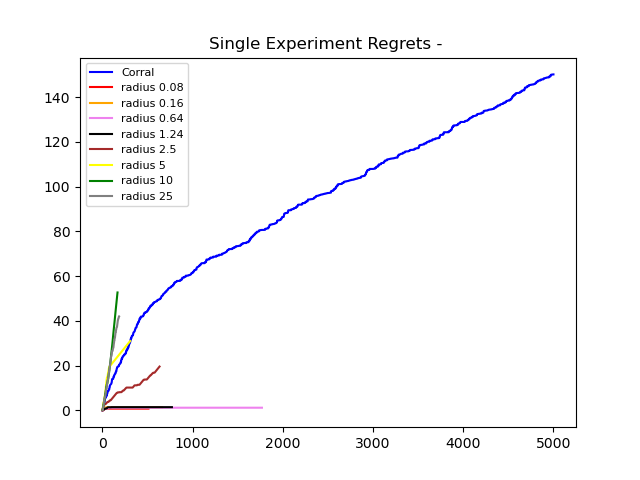 Single Experiment Regrets -
Corral
radius 0.08
radius 0.16
radius 0.64
radius 1.24
radius 2.5
radius 5
radius 10
radius 25
140
120
100
80
60
40
20
0
0 1000 2000 3000 4000 5000